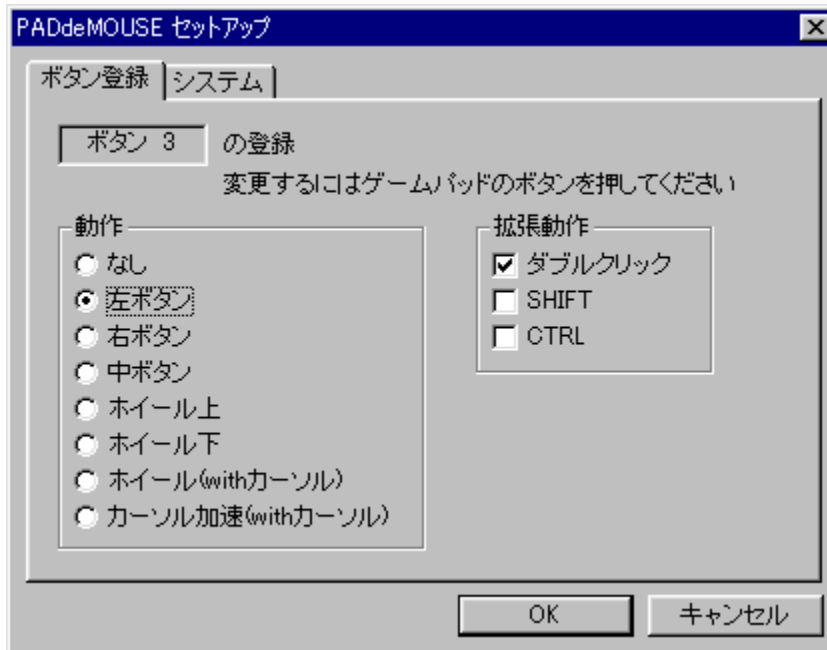 PADdeMOUSE セットアップ
ボタン登録 システム
ボタン 3 の登録
変更するにはゲームパッドのボタンを押してください
動作
なし
左ボタン
右ボタン
中ボタン
ホイール上
ホイール下
ホイール(withカーソル)
カーソル加速(withカーソル)
拡張動作
ダブルクリック
SHIFT
CTRL
OK キャンセル